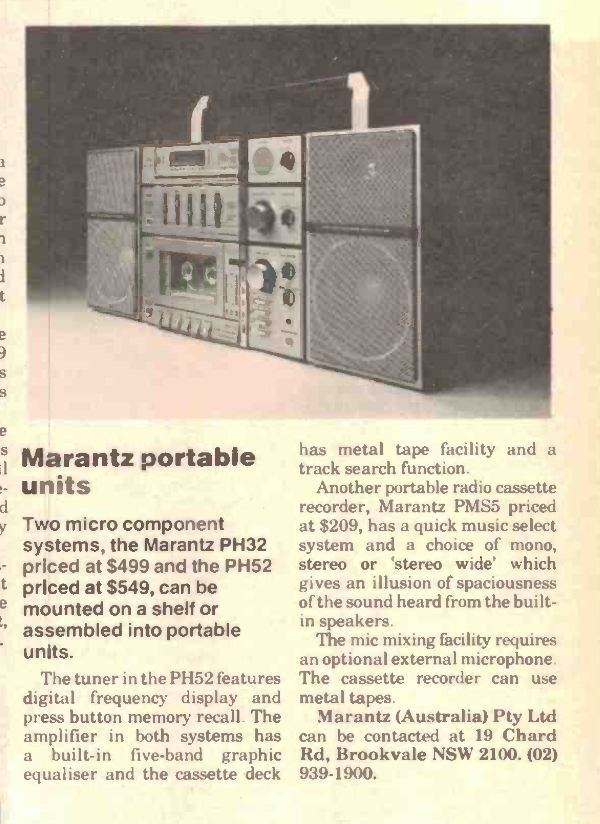 Marantz portable
units
Two micro component
systems, the Marantz PH32
priced at $499 and the PH52
priced at $549, can be
mounted on a shelf or
assembled into portable
units.
The tuner in the PH52 features
digital frequency display and
press button memory recall. The
amplifier in both systems has
a built-in five-band graphic
equaliser and the cassette deck
has metal tape facility and a
track search function.
Another portable radio cassette
recorder, Marantz PMS5 priced
at $209, has a quick music select
system and a choice of mono,
stereo or 'stereo wide' which
gives an illusion of spaciousness
of the sound heard from the built-
in speakers.
The mic mixing facility requires
an optional external microphone.
The cassette recorder can use
metal tapes.
Marantz (Australia) Pty Ltd
can be contacted at 19 Chard
Rd, Brookvale NSW 2100. (02)
939-1900.